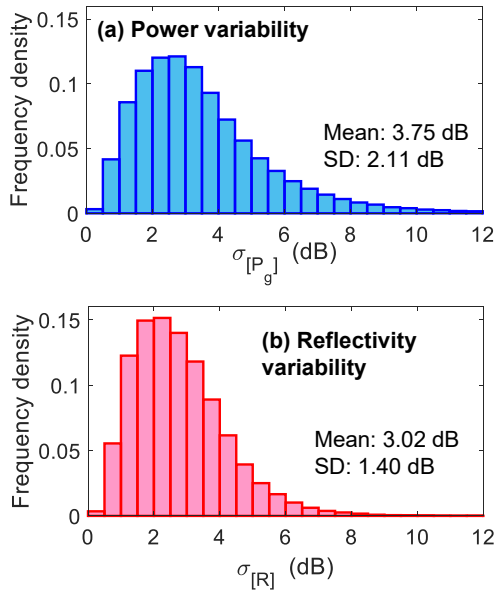 (a) Power variability
Frequency density
0.15
0.1
0.05
0
Mean: 3.75 dB
SD: 2.11 dB
0 2 4 6 8 10 12
σ[Pg] (dB)
(b) Reflectivity
variability
Frequency density
0.15
0.1
0.05
0
Mean: 3.02 dB
SD: 1.40 dB
0 2 4 6 8 10 12
σ[R] (dB)